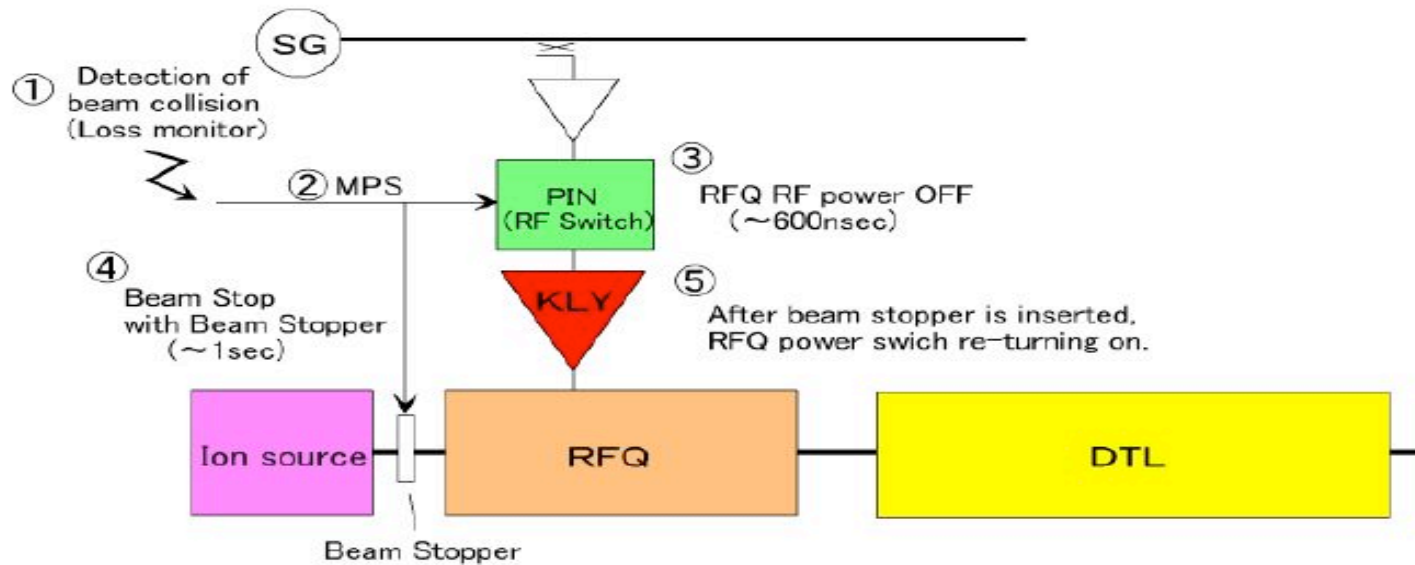 SG
① Detection of
beam collision
(Loss monitor)
② MPS
PIN
(RF Switch)
③
RFQ RF power OFF
(～600nsec)
④
Beam Stop
with Beam Stopper
(～1sec)
KLY
⑤
After beam stopper is inserted,
RFQ power swich re-turning on.
Ion source
RFQ
DTL
Beam Stopper